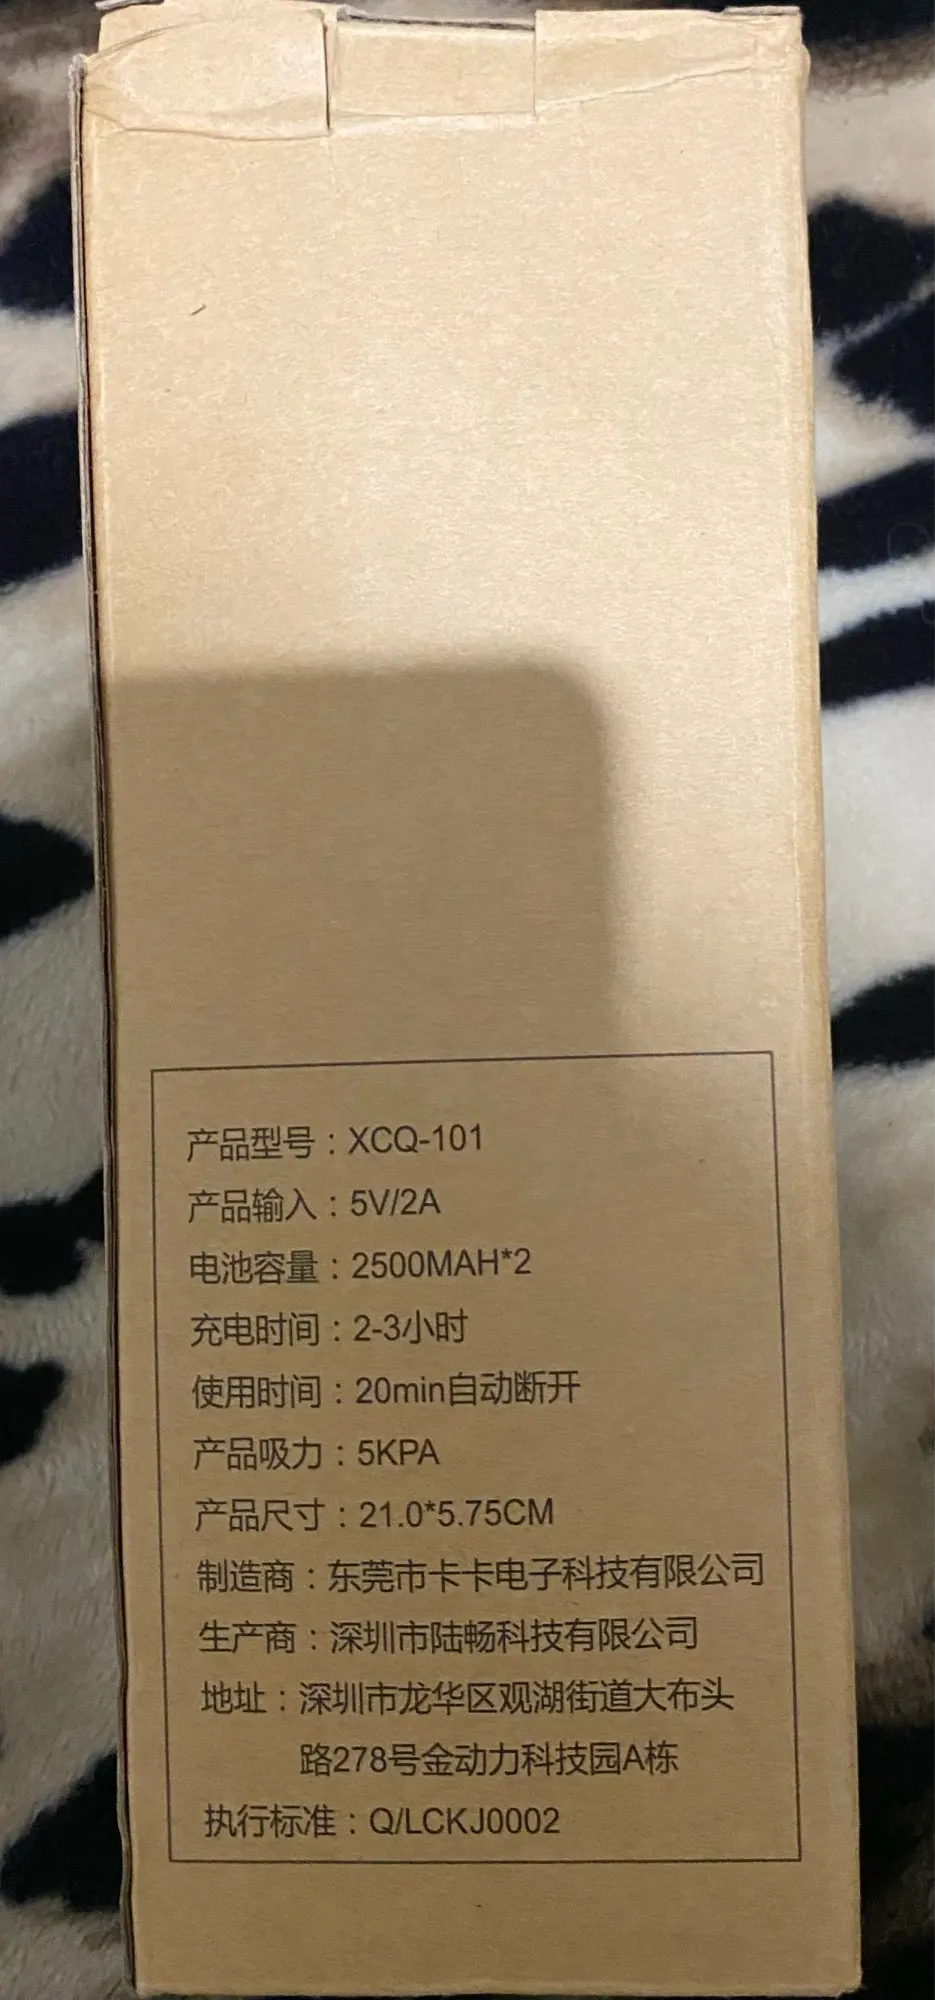 产品型号：XCQ-101
产品输入：5V/2A
电池容量：2500MAH*2
充电时间：2-3小时
使用时间：20min自动断开
产品吸力：5KPA
产品尺寸：21.0*5.75CM
制造商：东莞市卡卡电子科技有限公司
生产商：深圳市陆畅科技有限公司
地址：深圳市龙华区观湖街道大布头
路278号金动力科技园A栋
执行标准：Q/LCKJ0002